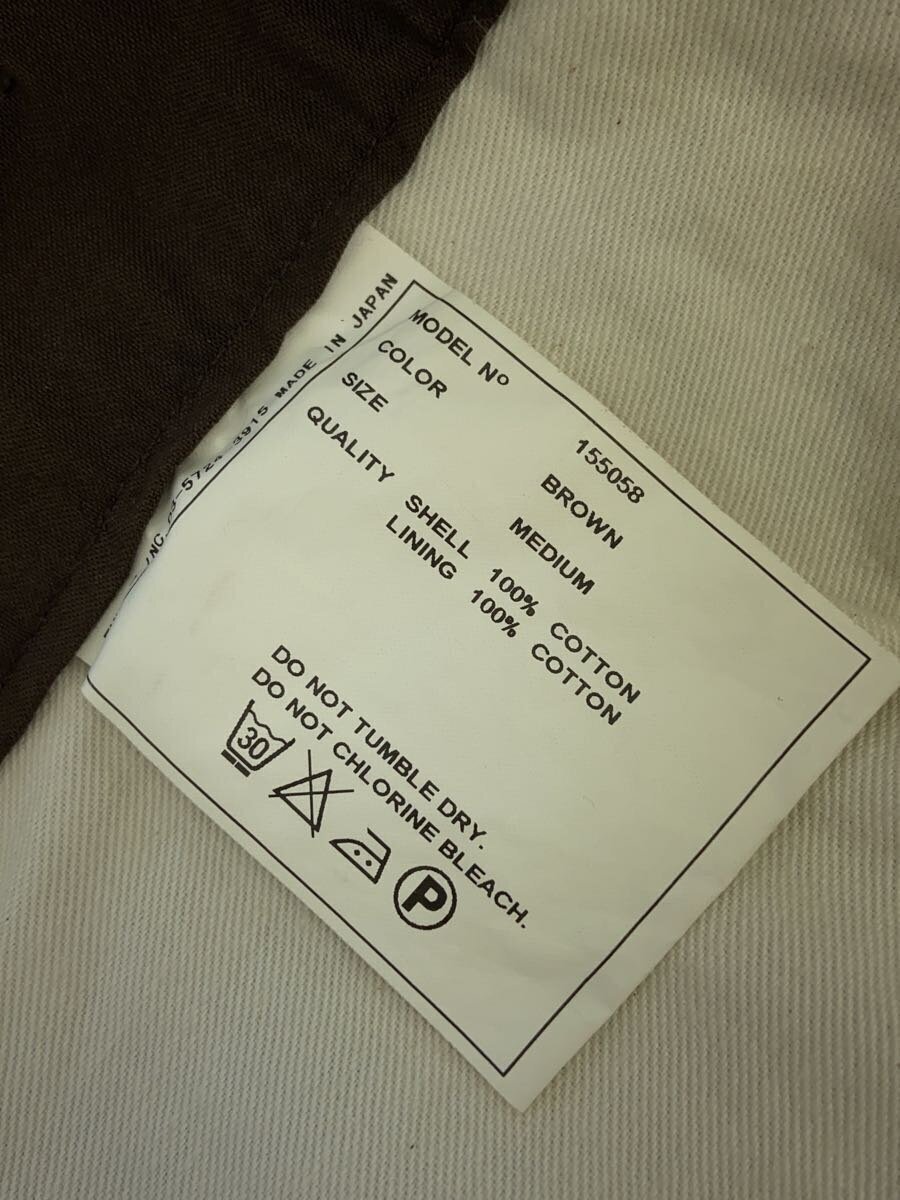 MADE IN JAPAN
MODEL Nº 155058
COLOR BROWN
SIZE MEDIUM
QUALITY SHELL 100% COTTON
LINING 100% COTTON
DO NOT TUMBLE DRY.
DO NOT CHLORINE BLEACH.
30
P